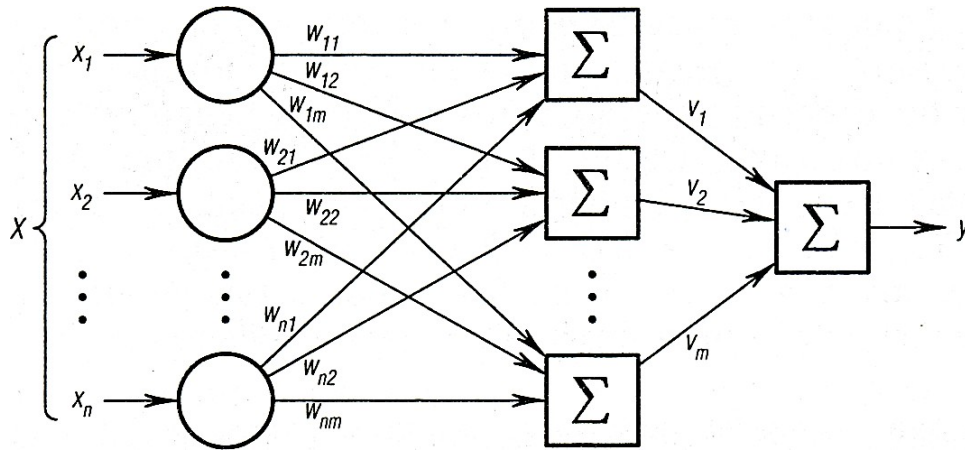 x₁
w₁₁
Σ
w₁₂
w₁ₘ
v₁
w₂₁
x₂
Σ
v₂
w₂₂
X
Σ
y
w₂ₘ
wₙ₁
vₘ
wₙ₂
xₙ
Σ
wₙₘ